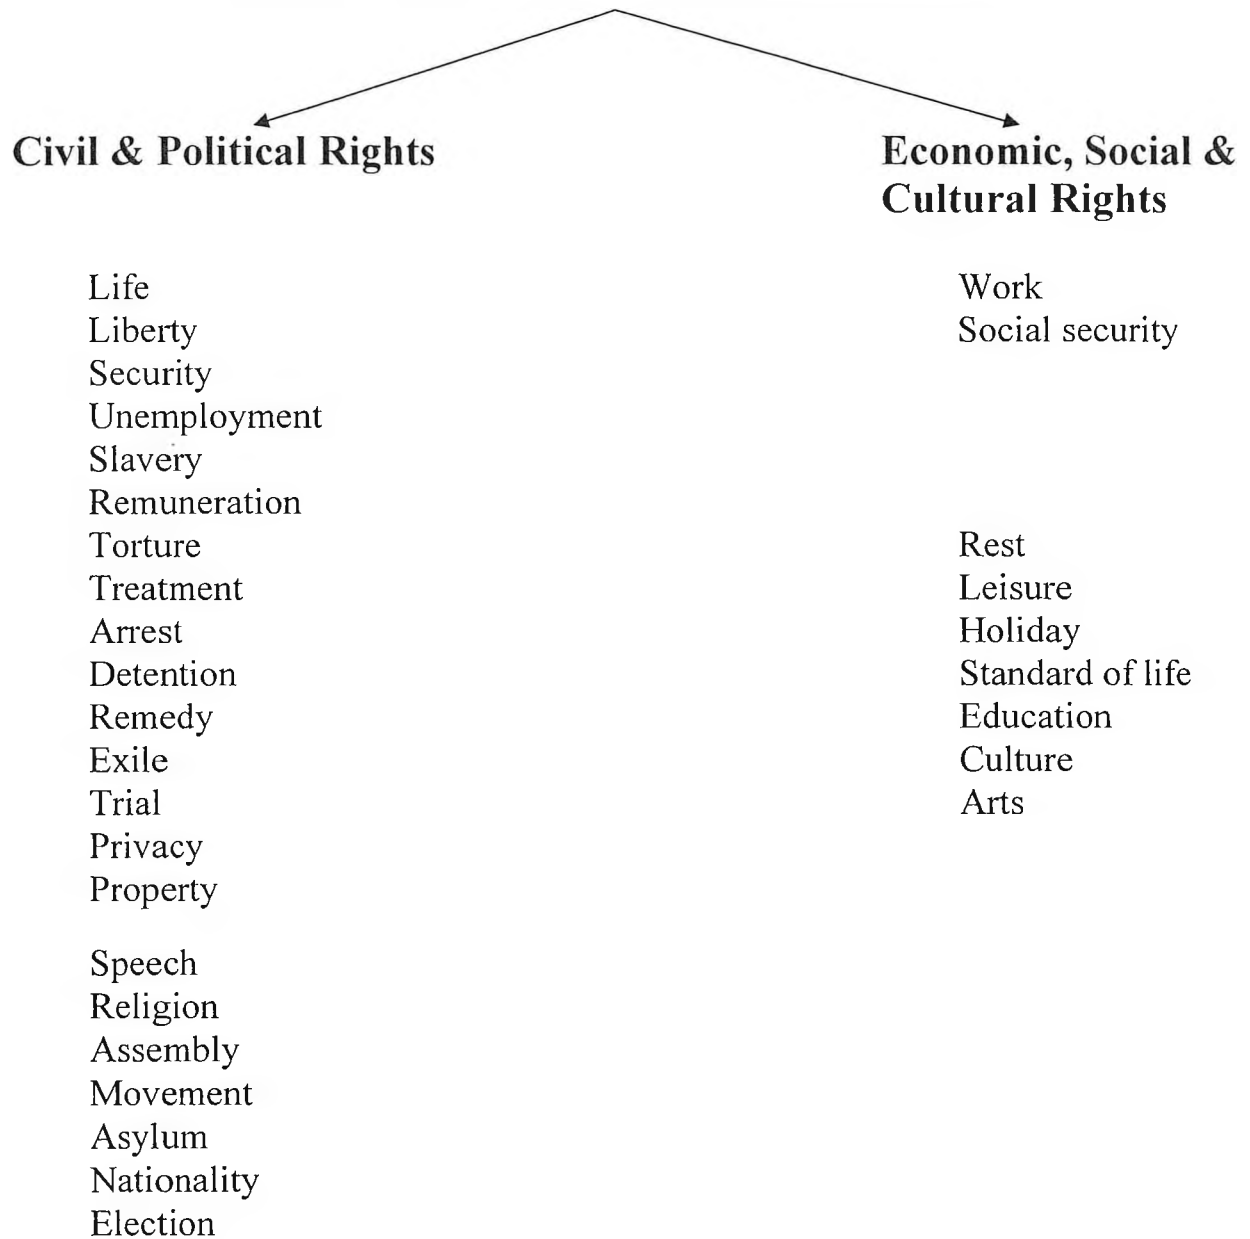 Civil & Political Rights
Life
Liberty
Security
Unemployment
Slavery
Remuneration
Torture
Treatment
Arrest
Detention
Remedy
Exile
Trial
Privacy
Property
Speech
Religion
Assembly
Movement
Asylum
Nationality
Election
Economic, Social &
Cultural Rights
Work
Social security
Rest
Leisure
Holiday
Standard of life
Education
Culture
Arts